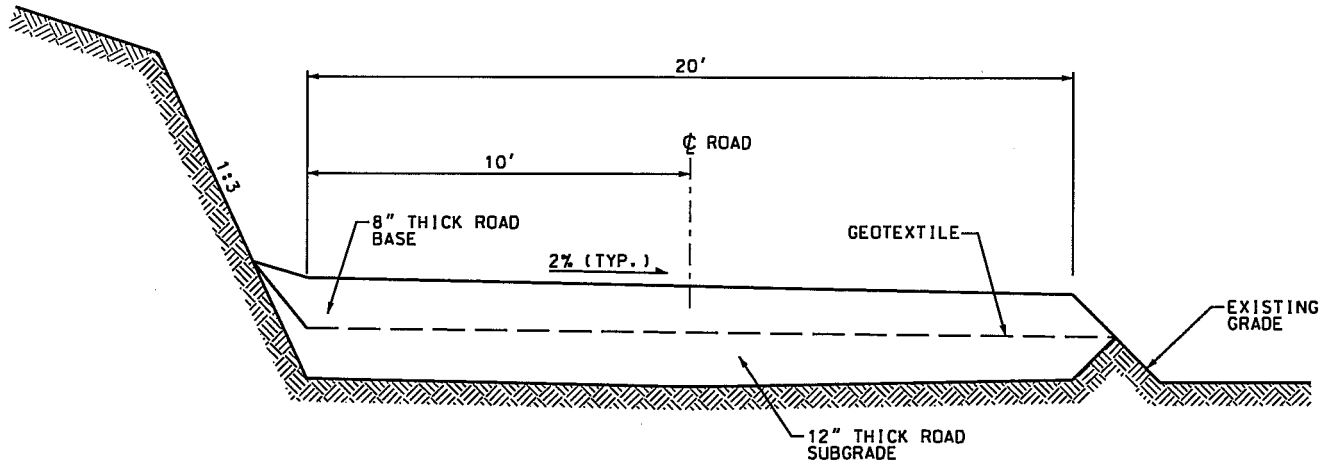 20'
℄ ROAD
10'
1:3
8" THICK ROAD
BASE
GEOTEXTILE
2% (TYP.)
EXISTING
GRADE
12" THICK ROAD
SUBGRADE